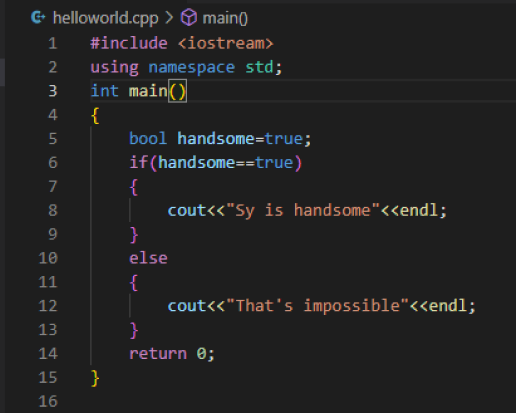 helloworld.cpp > main()
1 #include <iostream>
2 using namespace std;
3 int main()
4 {
5     bool handsome=true;
6     if(handsome==true)
7     {
8         cout<<"Sy is handsome"<<endl;
9     }
10     else
11     {
12         cout<<"That's impossible"<<endl;
13     }
14     return 0;
15 }
16